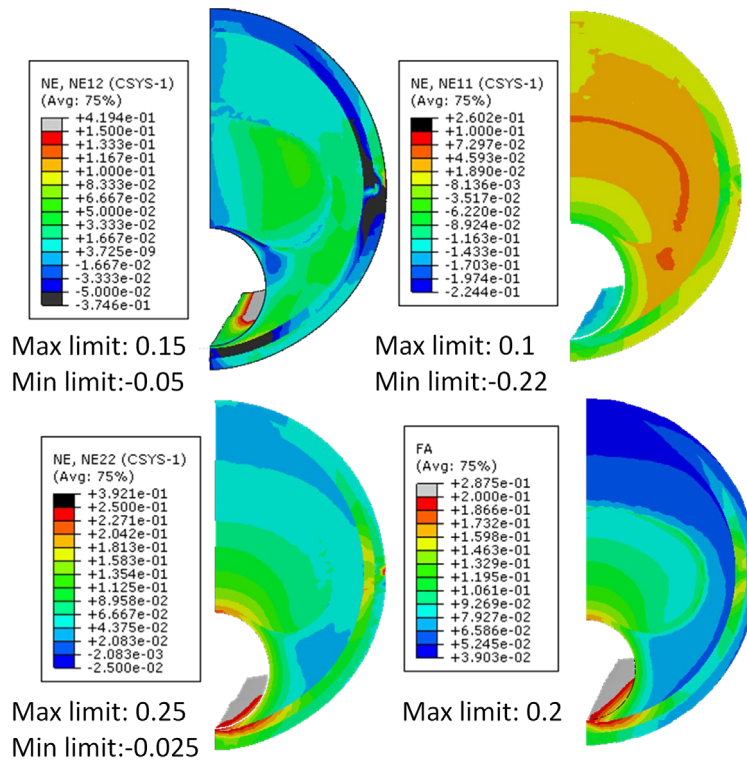 NE, NE12 (CSYS-1)
(Avg: 75%)
+4.194e-01
+1.500e-01
+1.333e-01
+1.167e-01
+1.000e-01
+8.333e-02
+6.667e-02
+5.000e-02
+3.333e-02
+1.667e-02
+3.725e-09
-1.667e-02
-3.333e-02
-5.000e-02
-3.746e-01
Max limit: 0.15
Min limit:-0.05
NE, NE11 (CSYS-1)
(Avg: 75%)
+2.602e-01
+1.000e-01
+7.297e-02
+4.593e-02
+1.890e-02
-8.136e-03
-3.517e-02
-6.220e-02
-8.924e-02
-1.163e-01
-1.433e-01
-1.703e-01
-1.974e-01
-2.244e-01
Max limit: 0.1
Min limit:-0.22
NE, NE22 (CSYS-1)
(Avg: 75%)
+3.921e-01
+2.500e-01
+2.271e-01
+2.042e-01
+1.813e-01
+1.583e-01
+1.354e-01
+1.125e-01
+8.958e-02
+6.667e-02
+4.375e-02
+2.083e-02
-2.083e-03
-2.500e-02
Max limit: 0.25
Min limit:-0.025
FA
(Avg: 75%)
+2.875e-01
+2.000e-01
+1.866e-01
+1.732e-01
+1.598e-01
+1.463e-01
+1.329e-01
+1.195e-01
+1.061e-01
+9.269e-02
+7.927e-02
+6.586e-02
+5.245e-02
+3.903e-02
Max limit: 0.2